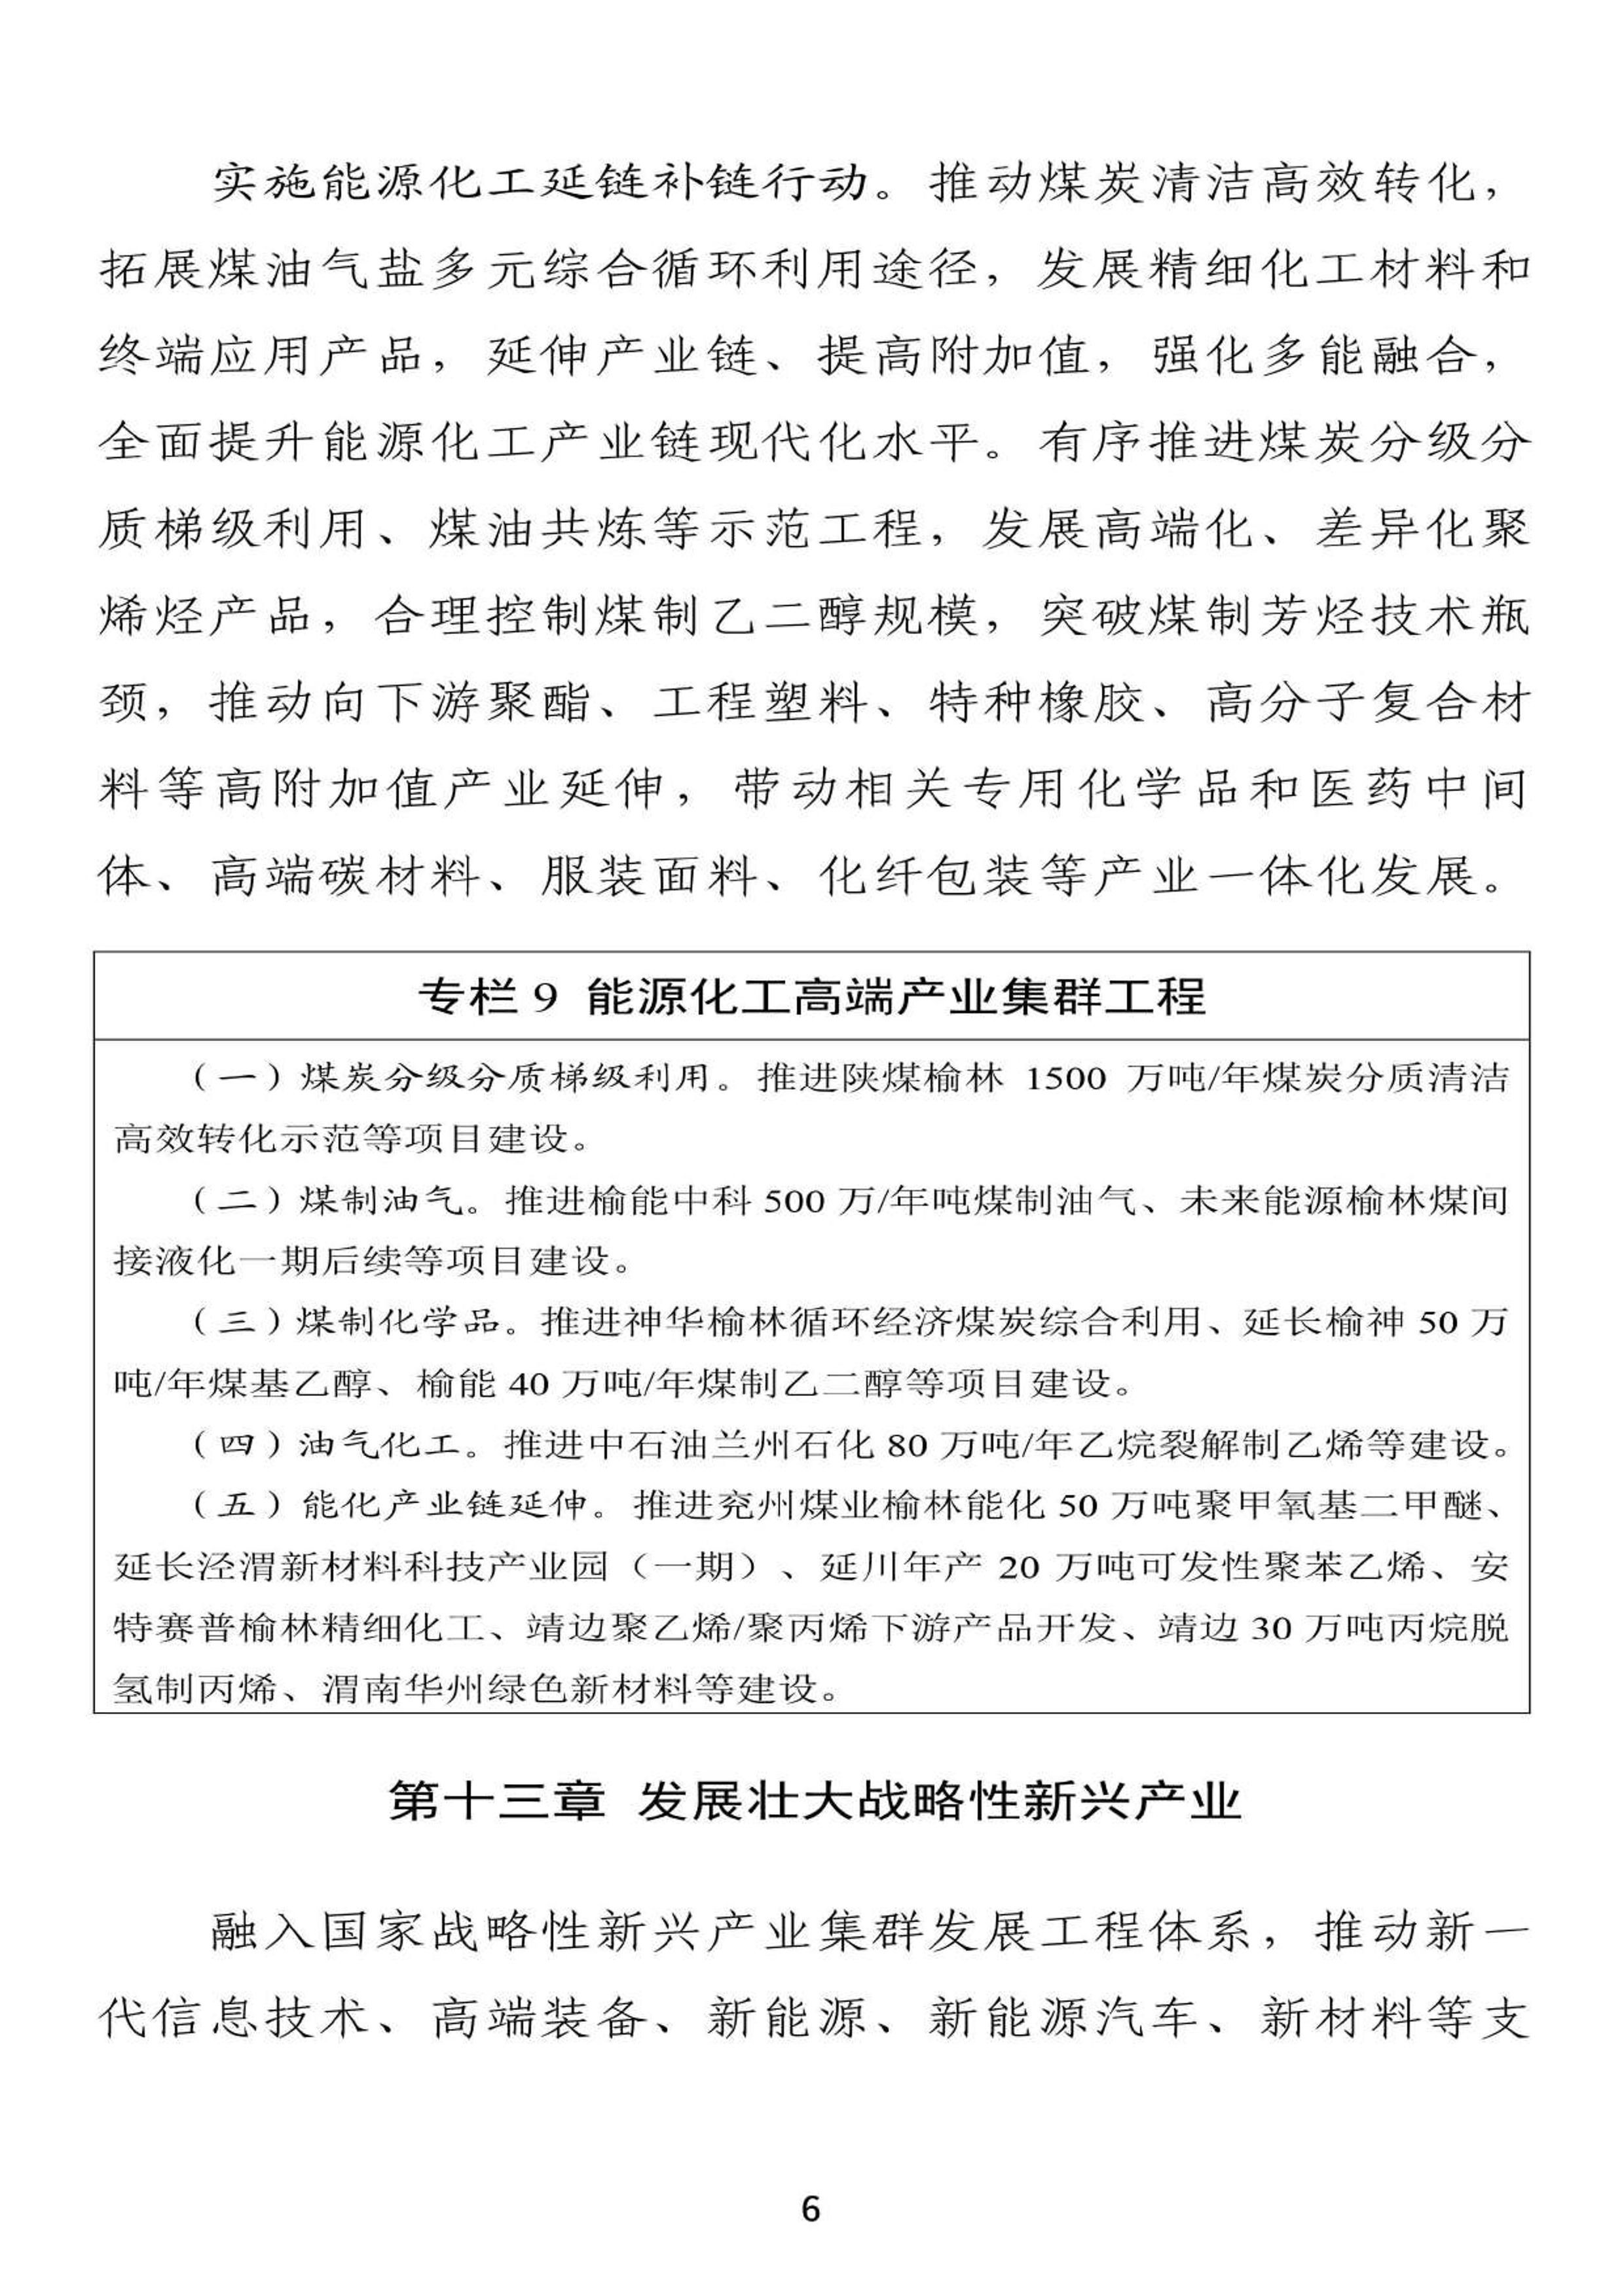 实施能源化工延链补链行动。推动煤炭清洁高效转化，
拓展煤油气盐多元综合循环利用途径，发展精细化工材料和
终端应用产品，延伸产业链、提高附加值，强化多能融合，
全面提升能源化工产业链现代化水平。有序推进煤炭分级分
质梯级利用、煤油共炼等示范工程，发展高端化、差异化聚
烯烃产品，合理控制煤制乙二醇规模，突破煤制芳烃技术瓶
颈，推动向下游聚酯、工程塑料、特种橡胶、高分子复合材
料等高附加值产业延伸，带动相关专用化学品和医药中间
体、高端碳材料、服装面料、化纤包装等产业一体化发展。
专栏 9 能源化工高端产业集群工程
（一）煤炭分级分质梯级利用。推进陕煤榆林 1500 万吨/年煤炭分质清洁
高效转化示范等项目建设。
（二）煤制油气。推进榆能中科 500 万/年吨煤制油气、未来能源榆林煤间
接液化一期后续等项目建设。
（三）煤制化学品。推进神华榆林循环经济煤炭综合利用、延长榆神 50 万
吨/年煤基乙醇、榆能 40 万吨/年煤制乙二醇等项目建设。
（四）油气化工。推进中石油兰州石化 80 万吨/年乙烷裂解制乙烯等建设。
（五）能化产业链延伸。推进兖州煤业榆林能化 50 万吨聚甲氧基二甲醚、
延长泾渭新材料科技产业园（一期）、延川年产 20 万吨可发性聚苯乙烯、安
特赛普榆林精细化工、靖边聚乙烯/聚丙烯下游产品开发、靖边 30 万吨丙烷脱
氢制丙烯、渭南华州绿色新材料等建设。
第十三章 发展壮大战略性新兴产业
融入国家战略性新兴产业集群发展工程体系，推动新一
代信息技术、高端装备、新能源、新能源汽车、新材料等支
6